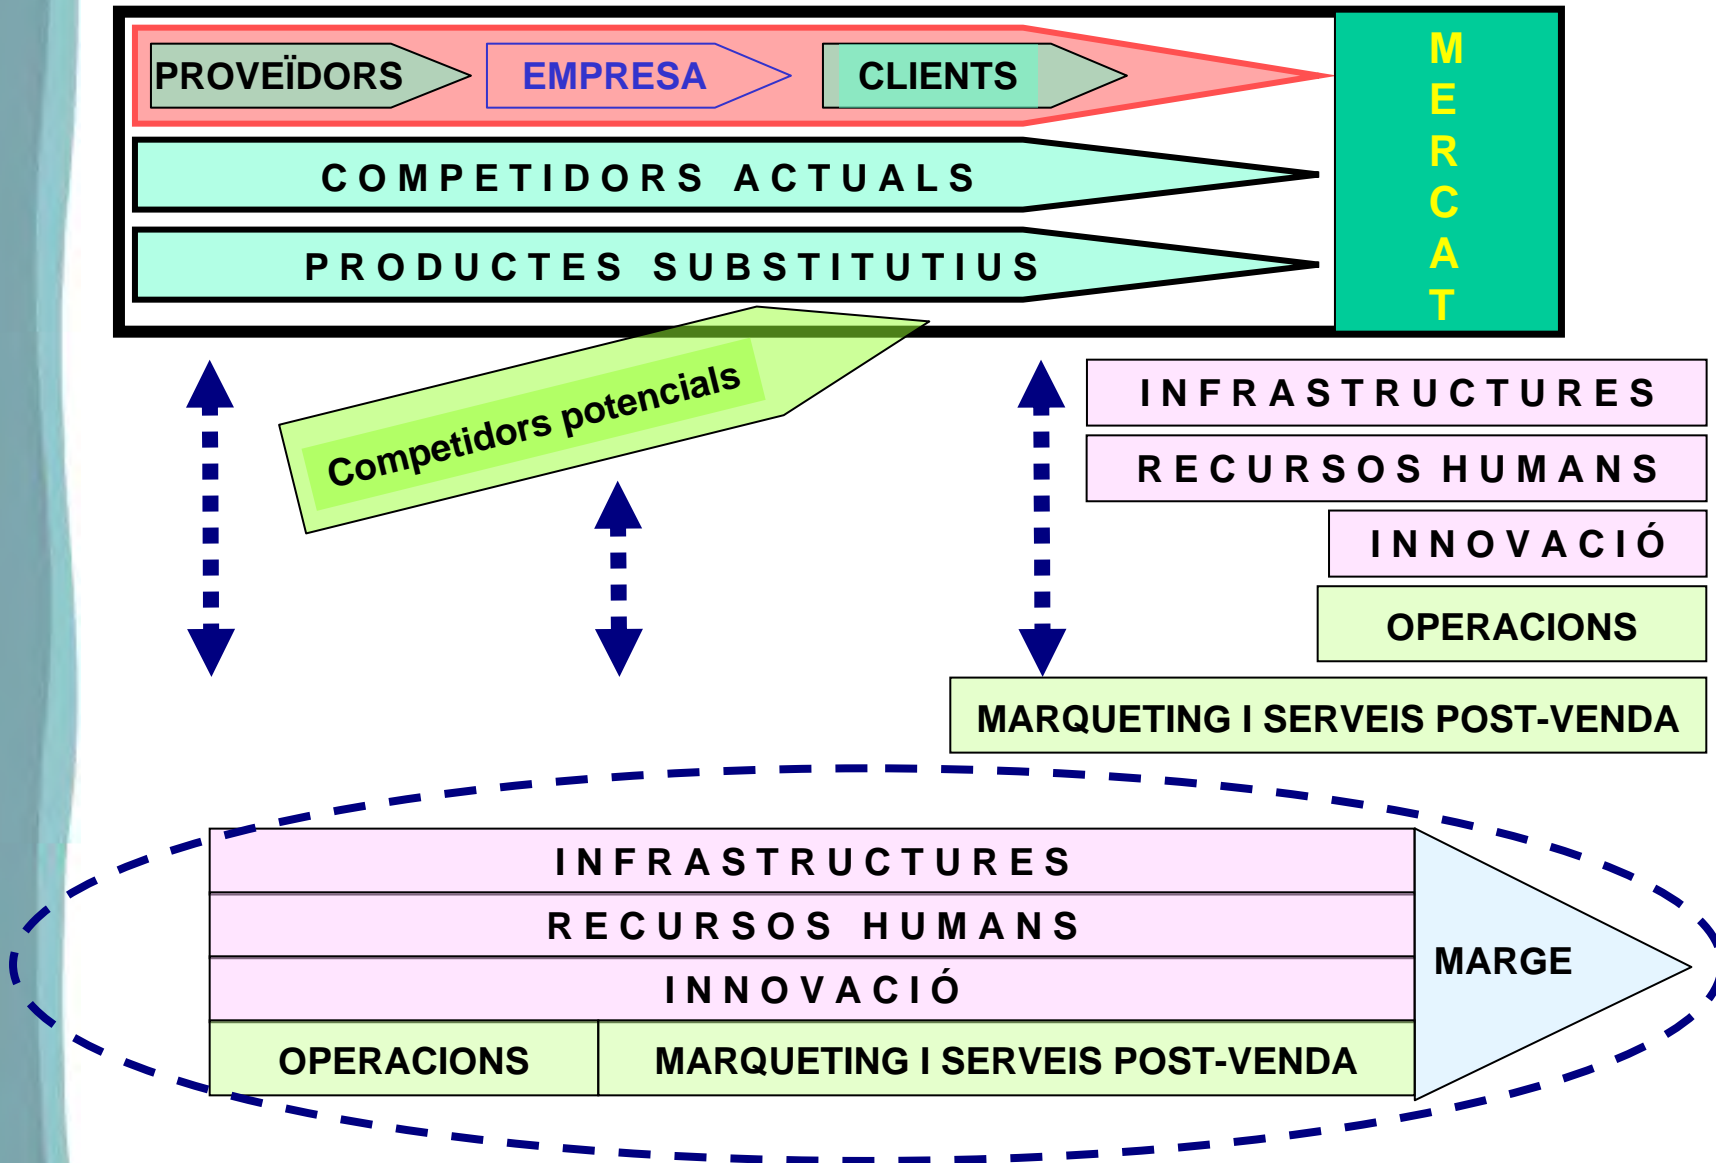 PROVEÏDORS
EMPRESA
CLIENTS
MERCAT
COMPETIDORS ACTUALS
PRODUCTES SUBSTITUTIUS
Competidors potencials
INFRASTRUCTURES
RECURSOS HUMANS
INNOVACIÓ
OPERACIONS
MARQUETING I SERVEIS POST-VENDA
INFRASTRUCTURES
RECURSOS HUMANS
INNOVACIÓ
MARGE
OPERACIONS
MARQUETING I SERVEIS POST-VENDA